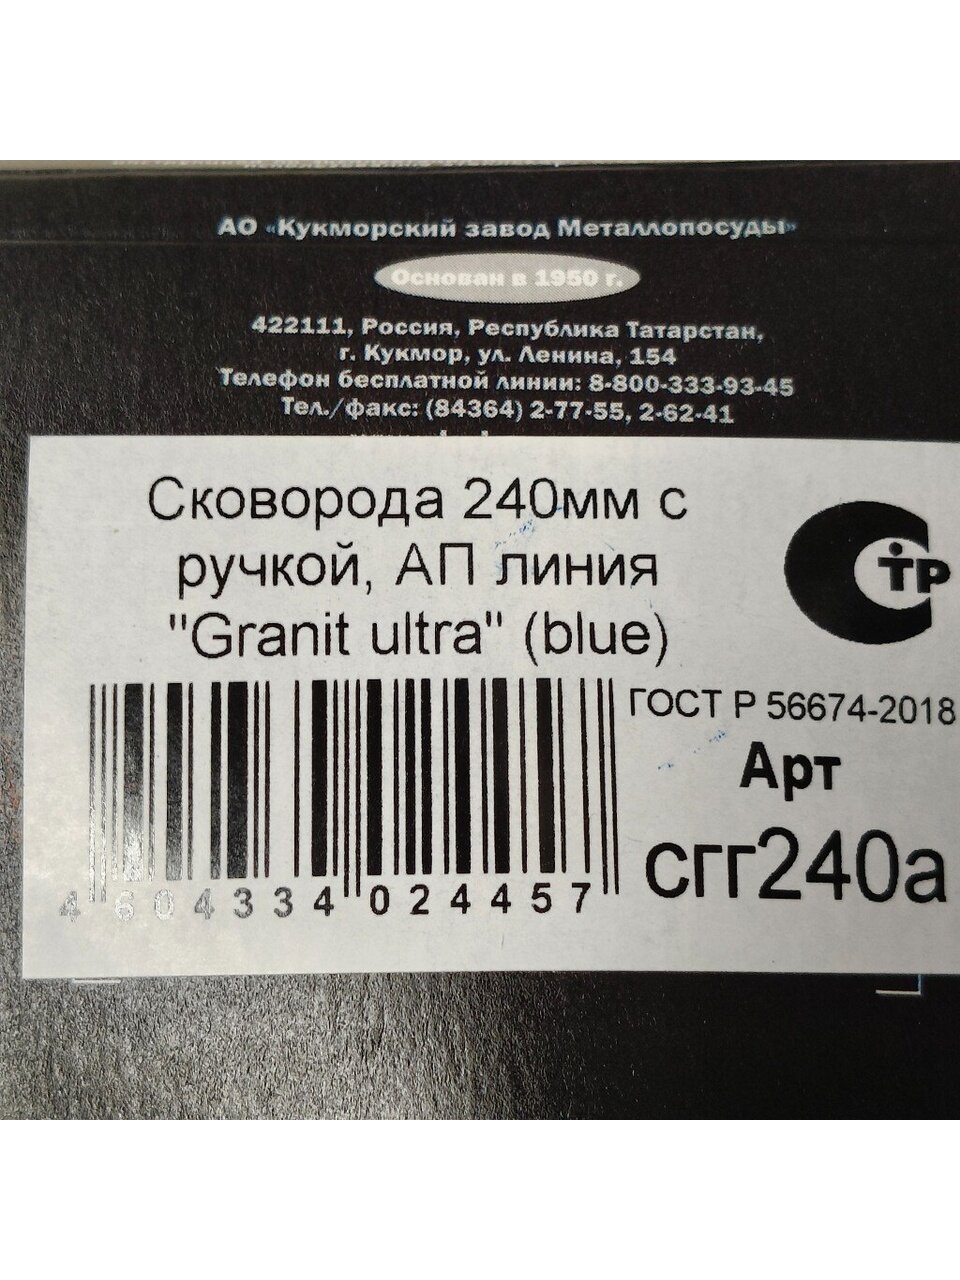 АО «Кукморский завод Металлопосуды»
Основан в 1950 г.
422111, Россия, Республика Татарстан,
г. Кукмор, ул. Ленина, 154
Телефон бесплатной линии: 8-800-333-93-45
Тел./факс: (84364) 2-77-55, 2-62-41
Сковорода 240мм с
ручкой, АП линия
"Granit ultra" (blue)
СТР
ГОСТ Р 56674-2018
Арт
сгг240а
4 604334 024457